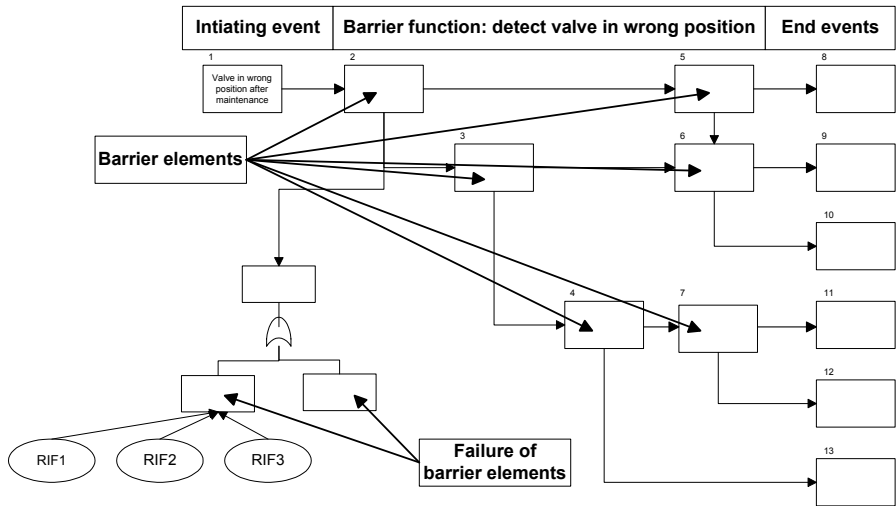 Intiating event
Barrier function: detect valve in wrong position
End events
1
2
5
8
Valve in wrong
position after
maintenance
3
6
9
Barrier elements
10
4
7
11
12
RIF1
RIF2
RIF3
Failure of
barrier elements
13